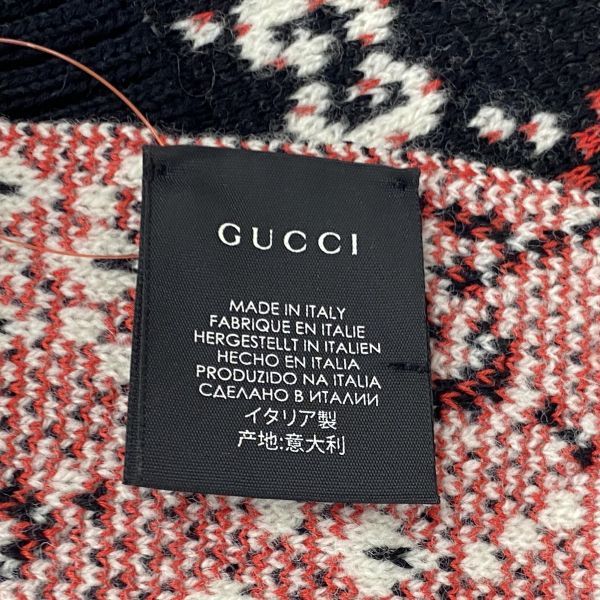 GUCCI
MADE IN ITALY
FABRIQUE EN ITALIE
HERGESTELLT IN ITALIEN
HECHO EN ITALIA
PRODUZIDO NA ITALIA
СДЕЛАНО В ИТАЛИИ
イタリア製
产地:意大利